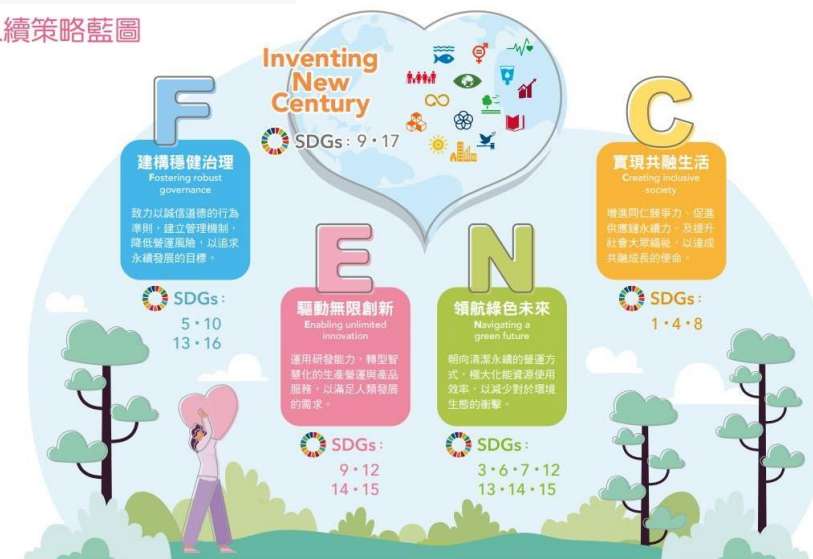 續策略藍圖
Inventing
New
Century
SDGs：9・17
F
建構穩健治理
Fostering robust
governance
致力以誠信道德的行為
準則，建立管理機制，
降低營運風險，以追求
永續發展的目標。
SDGs：
5・10
13・16
E
驅動無限創新
Enabling unlimited
innovation
運用研發能力，轉型智
慧化的生產營運與產品
服務，以滿足人類發展
的需求。
SDGs：
9・12
14・15
N
領航綠色未來
Navigating a
green future
朝向清潔永續的營運方
式，極大化能資源使用
效率，以減少對於環境
生態的衝擊。
SDGs：
3・6・7・12
13・14・15
C
實現共融生活
Creating inclusive
society
增進同仁競爭力、促進
供應鏈永續力，及提升
社會大眾福祉，以達成
共融成長的使命。
SDGs：
1・4・8